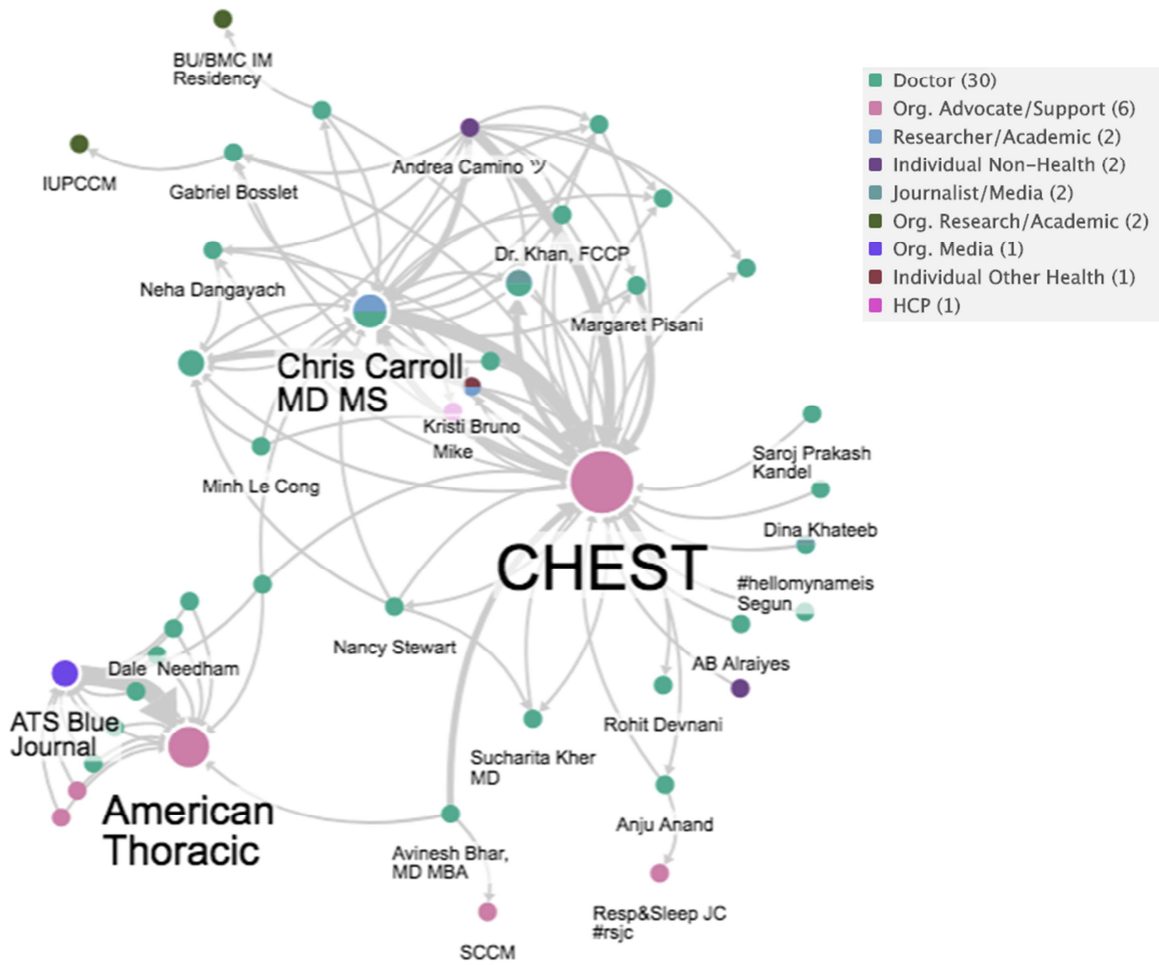 BU/BMC IM
Residency
IUPCCM
Gabriel Bosslet
Andrea Camino ツ
Neha Dangayach
Dr. Khan, FCCP
Margaret Pisani
Chris Carroll
MD MS
Kristi Bruno
Mike
Minh Le Cong
CHEST
Saroj Prakash
Kandel
Dina Khateeb
#hellomynameis
Segun
AB Alraiyes
Nancy Stewart
Dale Needham
ATS Blue
Journal
American
Thoracic
Rohit Devnani
Sucharita Kher
MD
Anju Anand
Avinesh Bhar,
MD MBA
Resp&Sleep JC
#rsjc
SCCM
Doctor (30)
Org. Advocate/Support (6)
Researcher/Academic (2)
Individual Non-Health (2)
Journalist/Media (2)
Org. Research/Academic (2)
Org. Media (1)
Individual Other Health (1)
HCP (1)